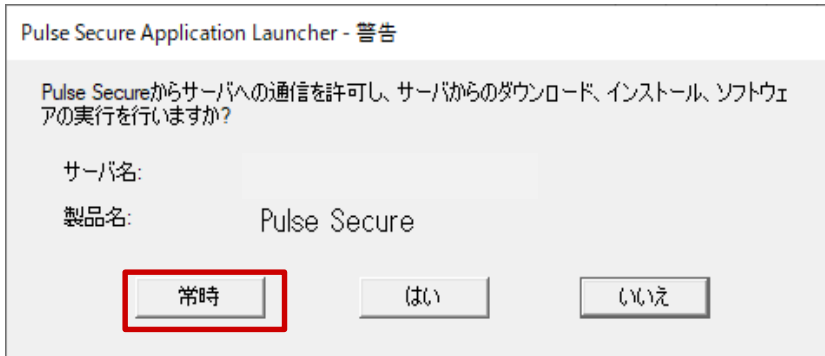 Pulse Secure Application Launcher - 警告
Pulse Secureからサーバへの通信を許可し、サーバからのダウンロード、インストール、ソフトウェ
アの実行を行いますか?
サーバ名:
製品名: Pulse Secure
常時 はい いいえ